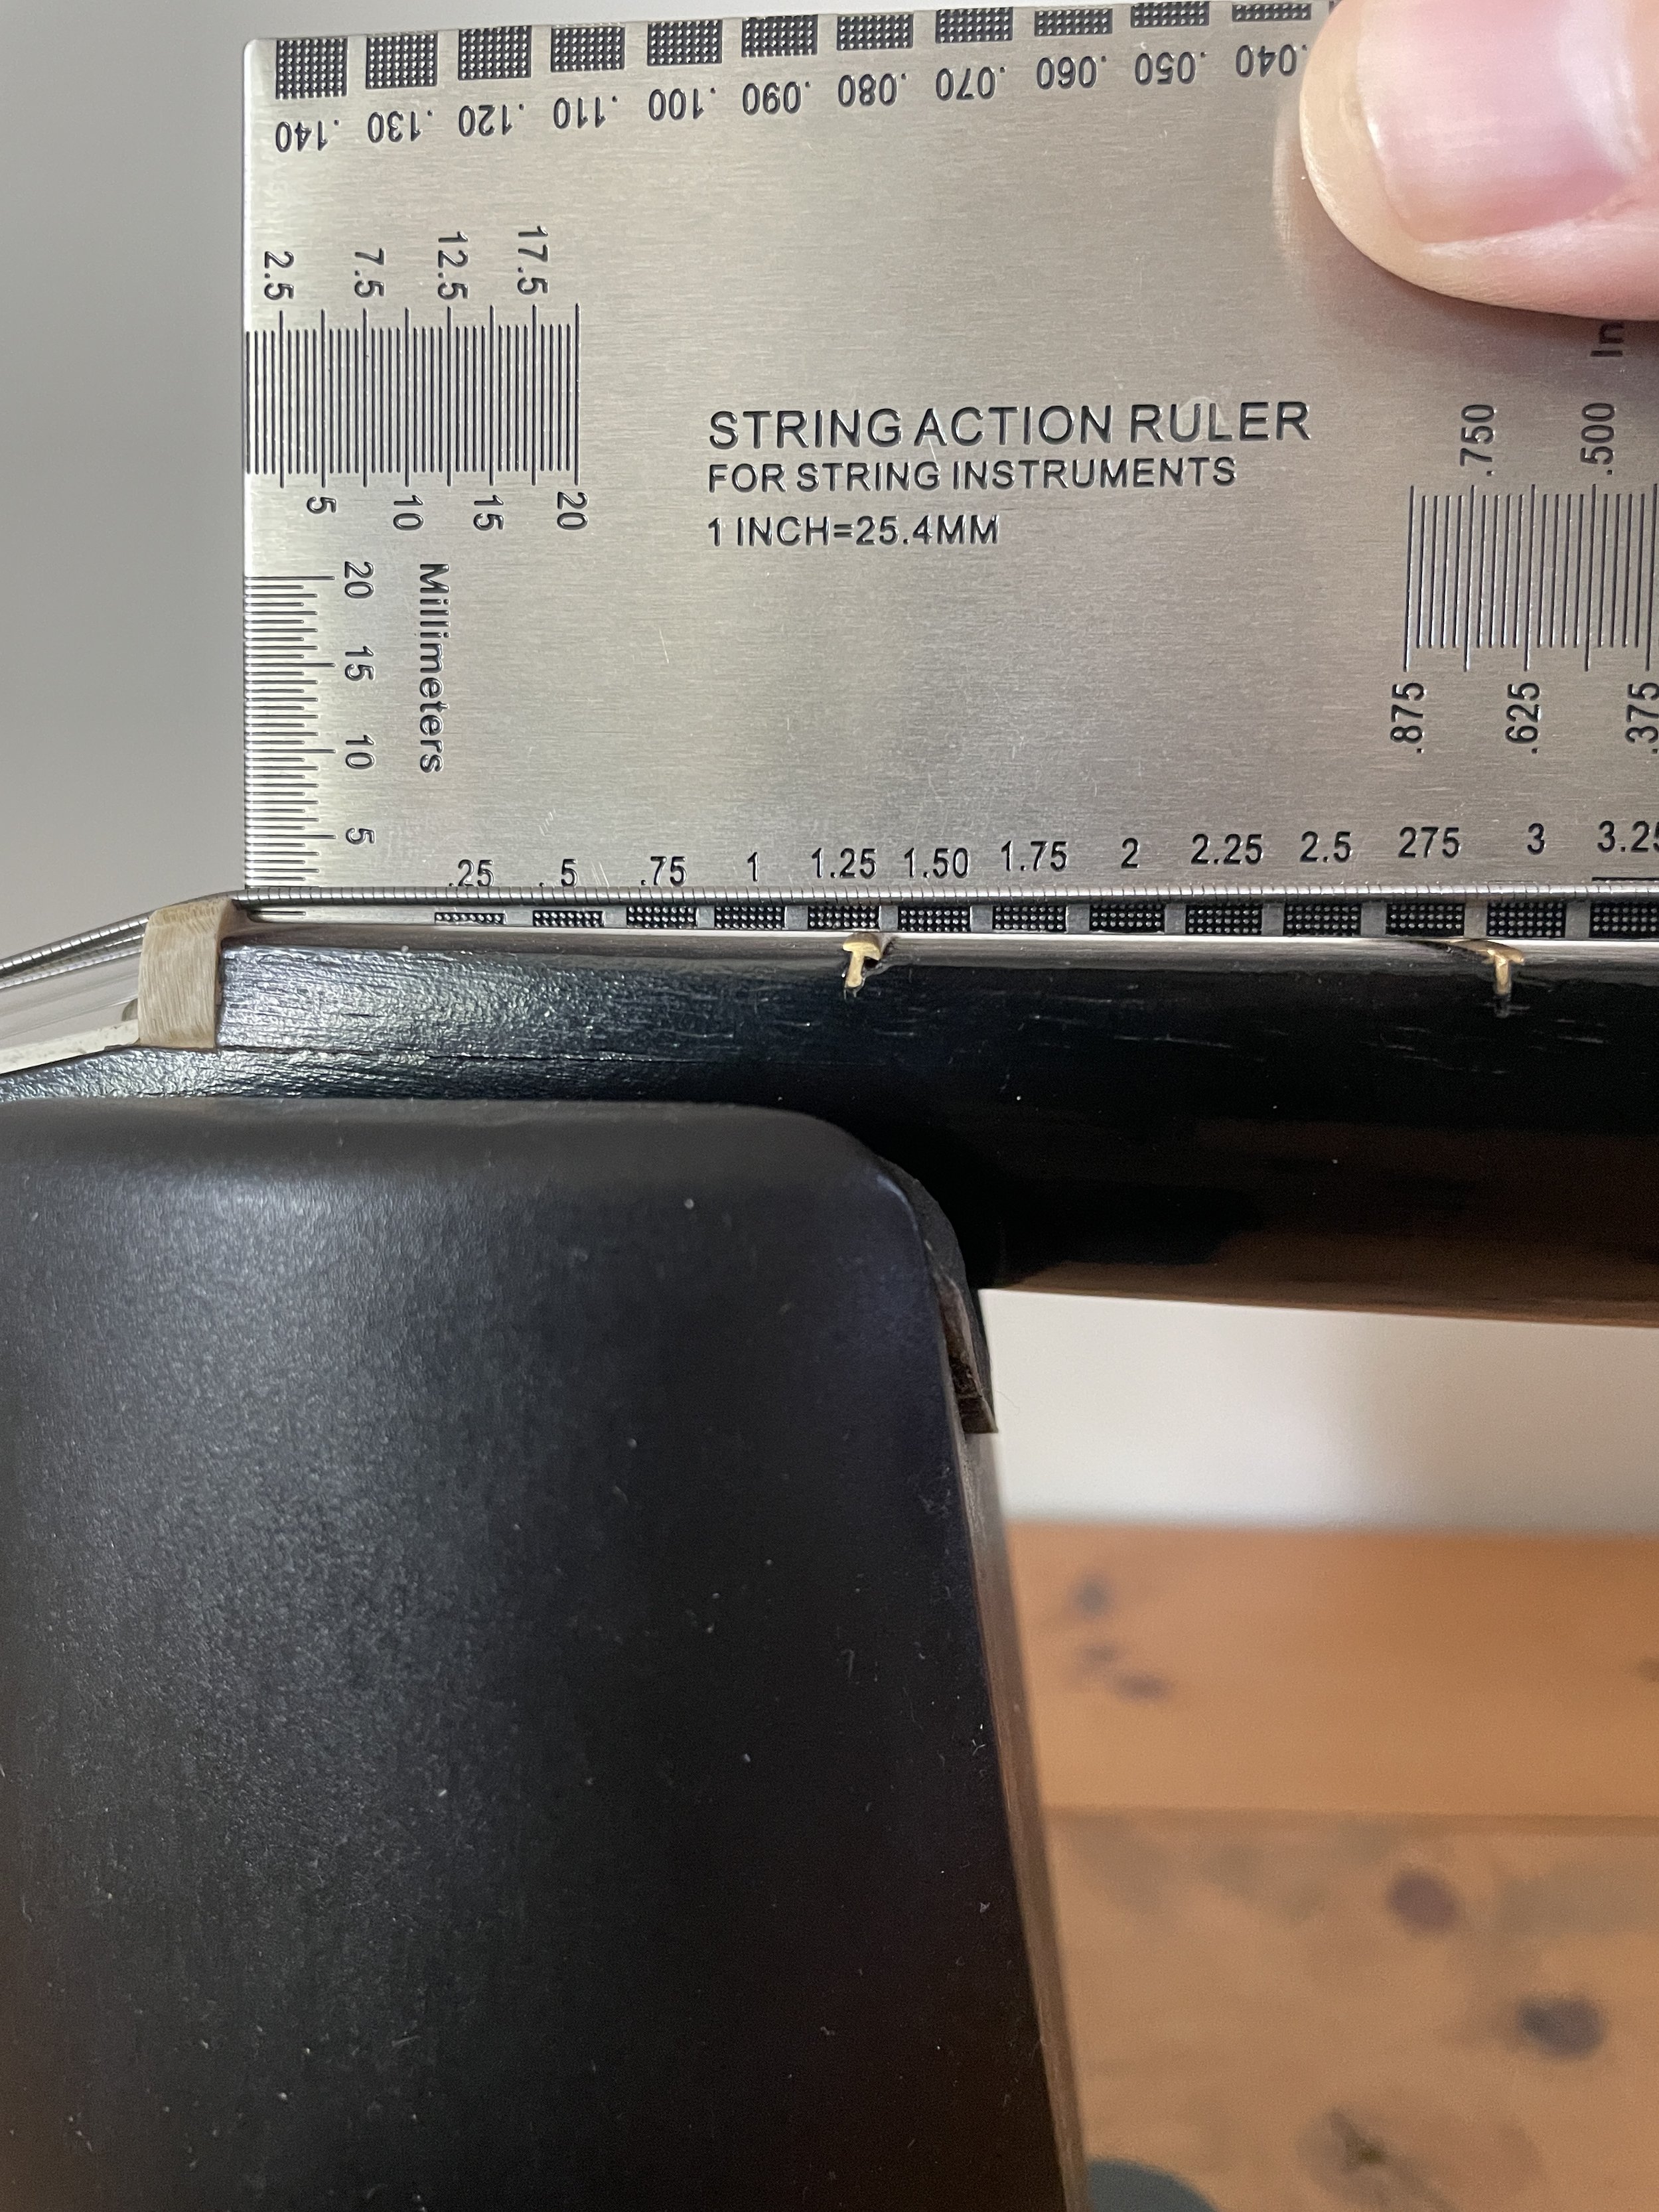 .140 .130 .120 .110 .100 .090 .080 .070 .060 .050 .040
2.5 7.5 12.5 17.5
5 10 15 20
STRING ACTION RULER
FOR STRING INSTRUMENTS
1 INCH=25.4MM
In
.750 .500
.875 .625 .375
Millimeters
20
15
10
5
.25 .5 .75 1 1.25 1.50 1.75 2 2.25 2.5 275 3 3.25